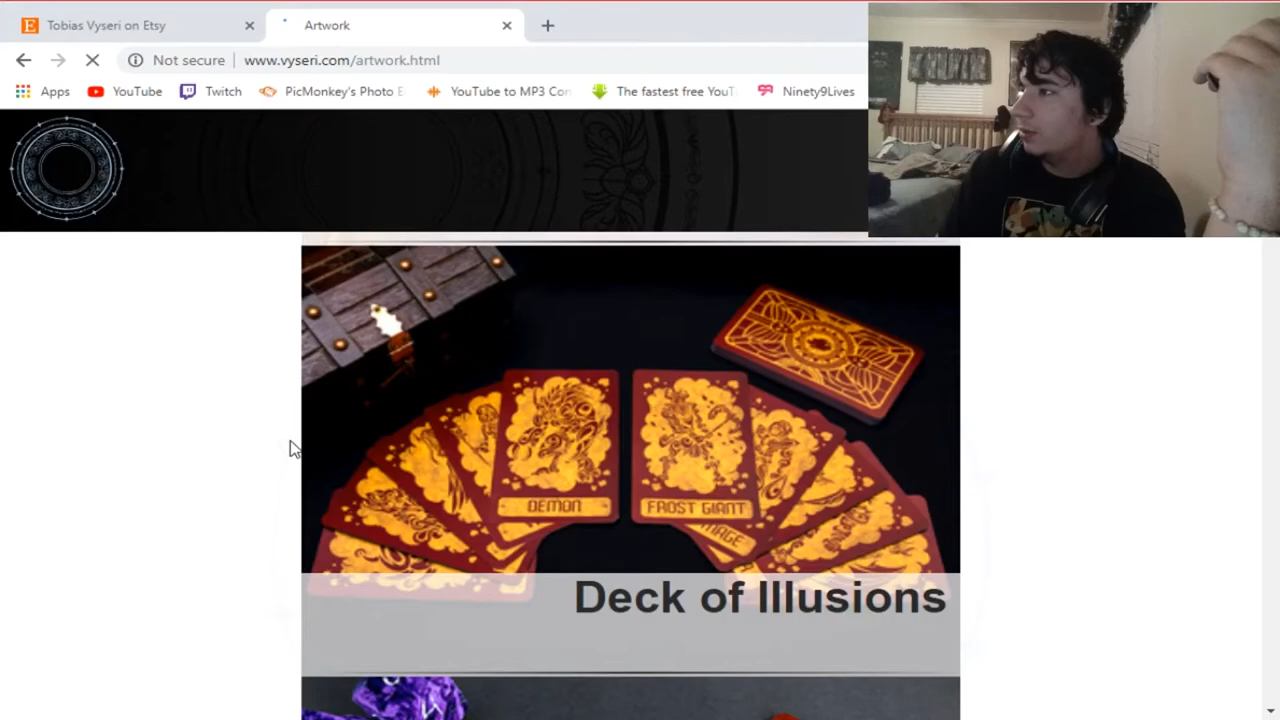 Tobias Vyseri on Etsy
Artwork
Not secure
www.vyseri.com/artwork.html
Apps
YouTube
Twitch
PicMonkey's Photo E
YouTube to MP3 Con
The fastest free YouT
Ninety9Lives
DEMON
FROST GIANT
MAGE
Deck of Illusions